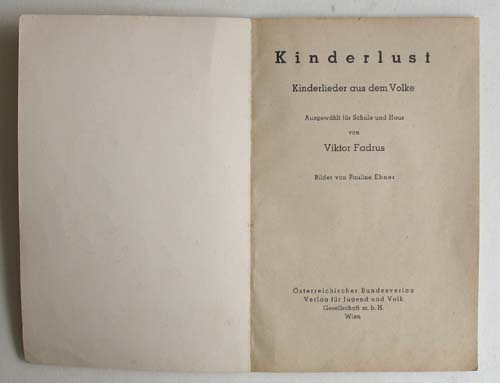 Kinderlust
Kinderlieder aus dem Volke
Ausgewählt für Schule und Haus
von
Viktor Fadrus
Bilder von Pauline Ebner
Österreichischer Bundesverlag
Verlag für Jugend und Volk
Gesellschaft m. b. H.
Wien